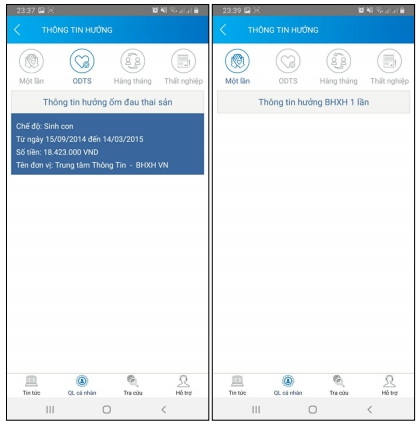 23:37
THÔNG TIN HƯỞNG
Một lần
ODTS
Hàng tháng
Thất nghiệp
Thông tin hưởng ốm đau thai sản
Chế độ: Sinh con
Từ ngày 15/09/2014 đến 14/03/2015
Số tiền: 18.423.000 VND
Tên đơn vị: Trung tâm Thông Tin - BHXH VN
Tin tức
QL cá nhân
Tra cứu
Hỗ trợ
23:39
THÔNG TIN HƯỞNG
Một lần
ODTS
Hàng tháng
Thất nghiệp
Thông tin hưởng BHXH 1 lần
Tin tức
QL cá nhân
Tra cứu
Hỗ trợ